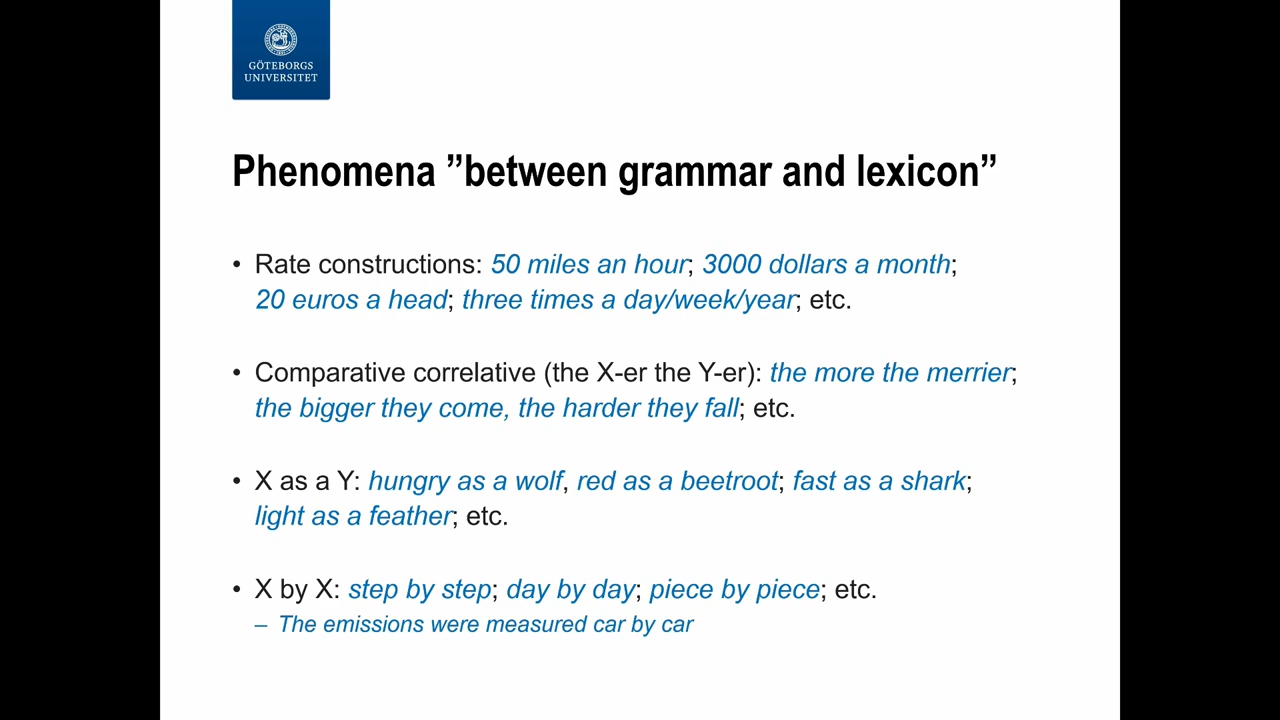 GÖTEBORGS
UNIVERSITET
Phenomena ”between grammar and lexicon”
• Rate constructions: 50 miles an hour; 3000 dollars a month;
20 euros a head; three times a day/week/year; etc.
• Comparative correlative (the X-er the Y-er): the more the merrier;
the bigger they come, the harder they fall; etc.
• X as a Y: hungry as a wolf, red as a beetroot; fast as a shark;
light as a feather; etc.
• X by X: step by step; day by day; piece by piece; etc.
– The emissions were measured car by car